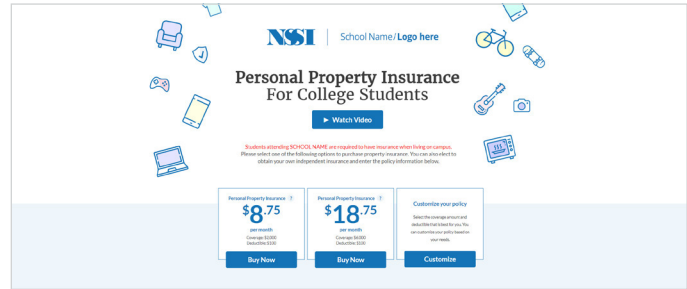 NSSI
School Name/Logo here
Personal Property Insurance
For College Students
Watch Video
Students attending SCHOOL NAME are required to have insurance when living on campus.
Please select one of the following options to purchase property insurance. You can also elect to
obtain your own independent insurance and enter the policy information below.
Personal Property Insurance ?
$8.75
per month
Coverage: $2,000
Deductible: $100
Buy Now
Personal Property Insurance ?
$18.75
per month
Deductible: $100
Buy Now
Customize your policy
Select the coverage amount and
deductible that is best for you. You
can customize your policy based on
your needs.
Customize